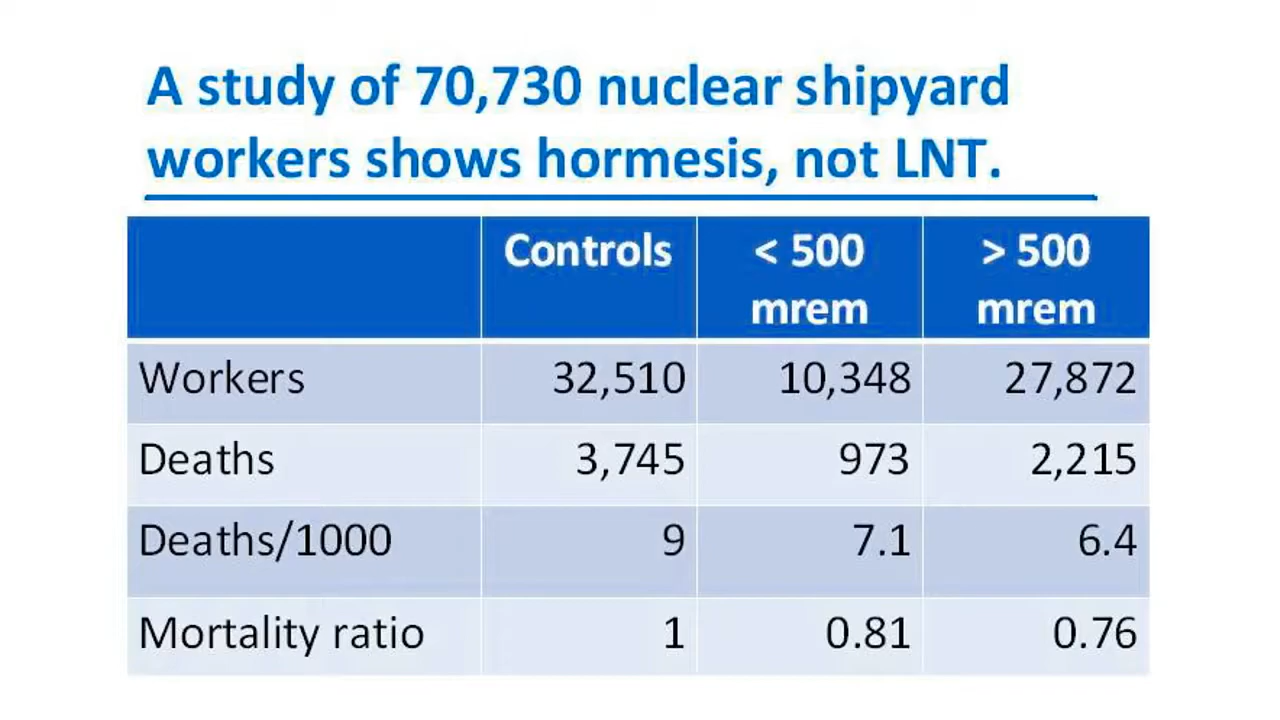 A study of 70,730 nuclear shipyard
workers shows hormesis, not LNT.
Controls < 500 mrem > 500 mrem
Workers 32,510 10,348 27,872
Deaths 3,745 973 2,215
Deaths/1000 9 7.1 6.4
Mortality ratio 1 0.81 0.76